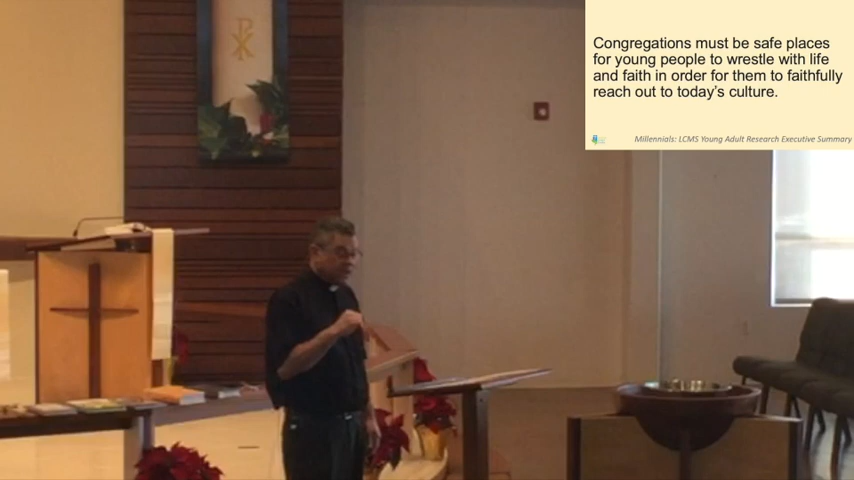 Congregations must be safe places
for young people to wrestle with life
and faith in order for them to faithfully
reach out to today's culture.
Millennials: LCMS Young Adult Research Executive Summary